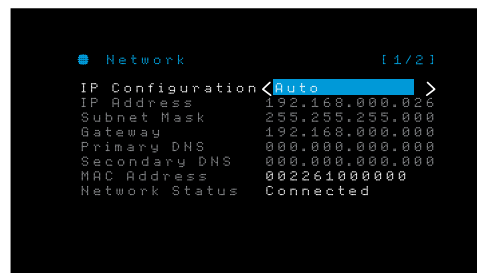 Network [1/2]
IP Configuration Auto
IP Address 192.168.000.026
Subnet Mask 255.255.255.000
Gateway 192.168.000.000
Primary DNS 000.000.000.000
Secondary DNS 000.000.000.000
MAC Address 002261000000
Network Status Connected